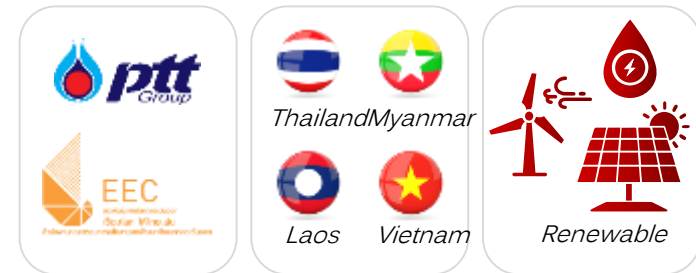 ptt
Group
EEC
Thailand
Myanmar
Laos
Vietnam
Renewable